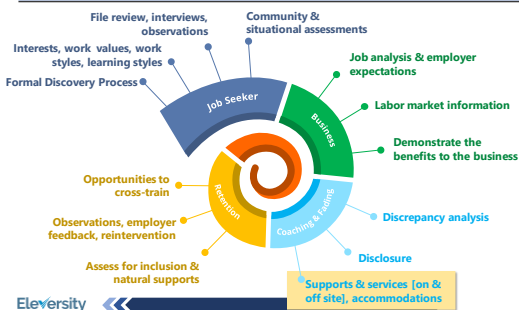 File review, interviews,
observations
Community &
situational assessments
Interests, work values, work
styles, learning styles
Formal Discovery Process
Job Seeker
Job analysis & employer
expectations
Labor market information
Business
Demonstrate the
benefits to the business
Opportunities to
cross-train
Retention
Observations, employer
feedback, reintervention
Coaching & Fading
Discrepancy analysis
Assess for inclusion &
natural supports
Disclosure
Supports & services [on &
off site], accommodations
Eleversity